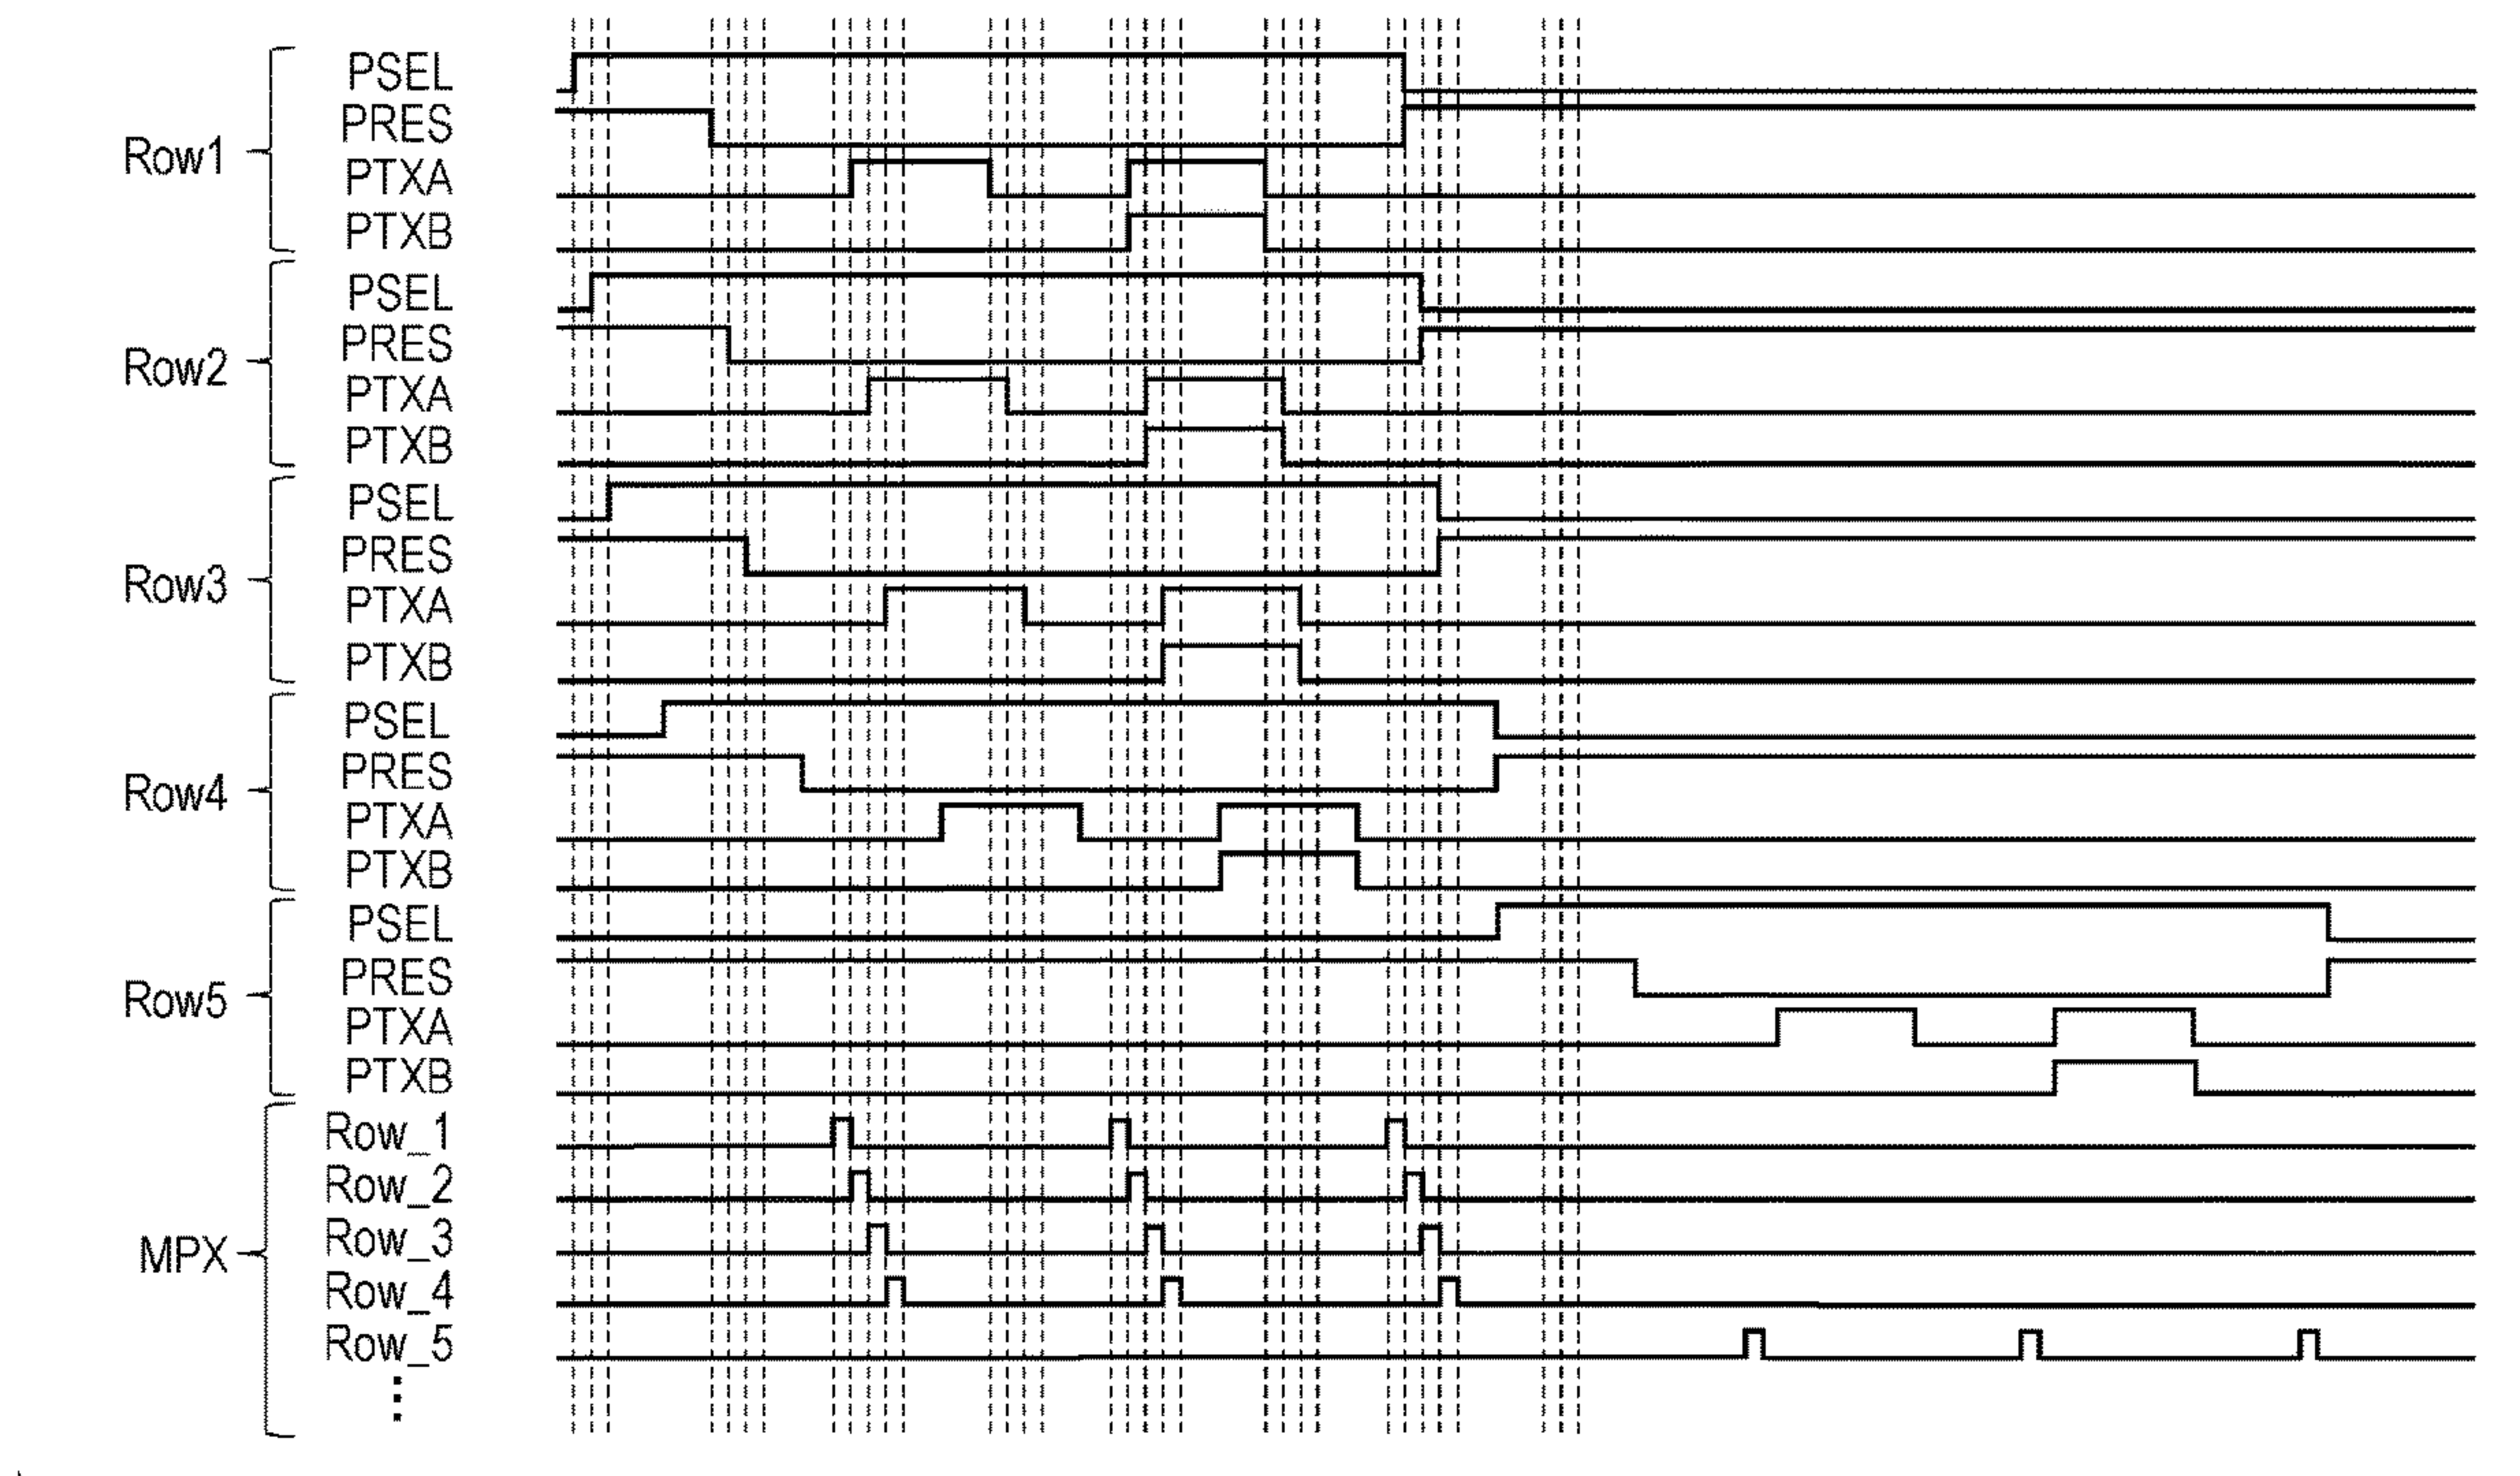 PSEL
PRES
Row1
PTXA
PTXB
PSEL
PRES
Row2
PTXA
PTXB
PSEL
PRES
Row3
PTXA
PTXB
PSEL
PRES
Row4
PTXA
PTXB
PSEL
PRES
Row5
PTXA
PTXB
Row_1
Row_2
Row_3
MPX
Row_4
Row_5
⋮